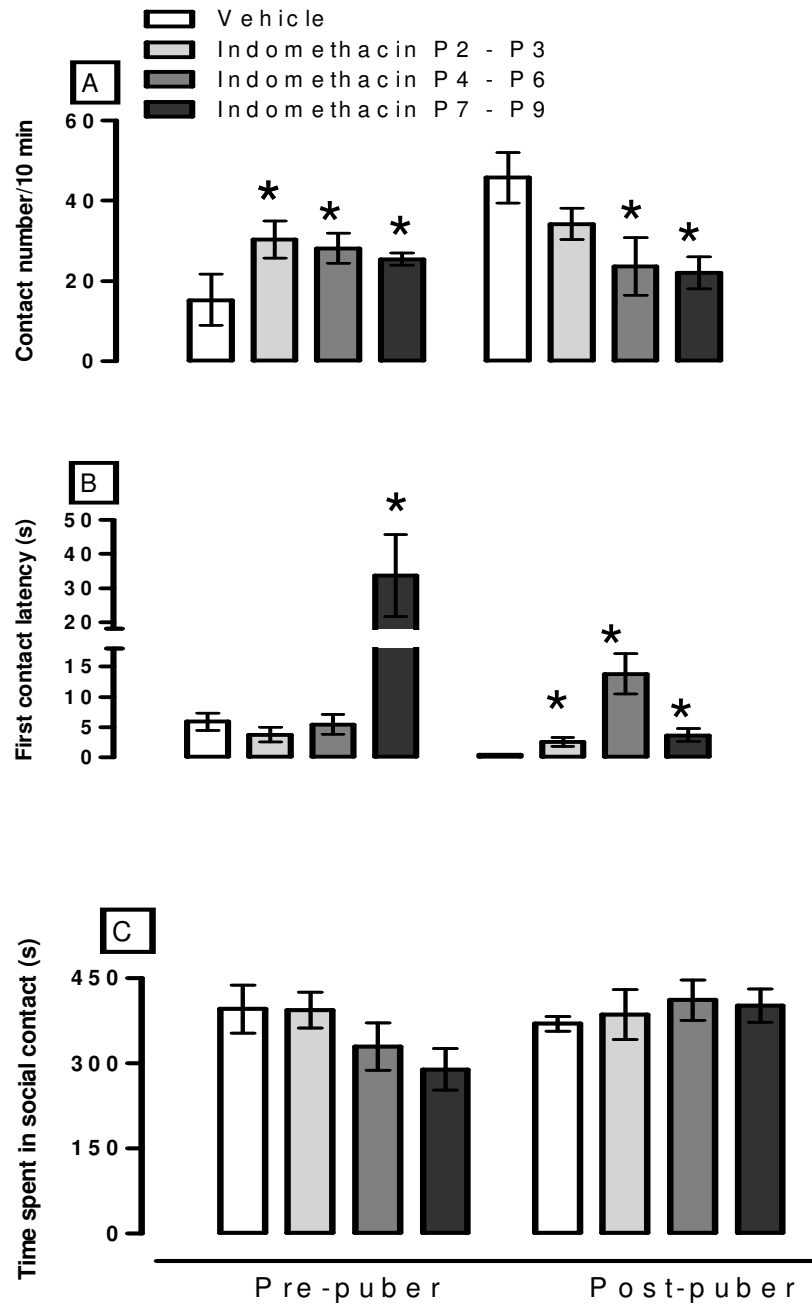 Vehicle
Indomethacin P2 - P3
Indomethacin P4 - P6
Indomethacin P7 - P9
A
Contact number/10 min
60
40
20
0
* * * * *
B
First contact latency (s)
50
40
30
20
15
10
5
0
* * * *
C
Time spent in social contact (s)
450
300
150
0
Pre-puber Post-puber